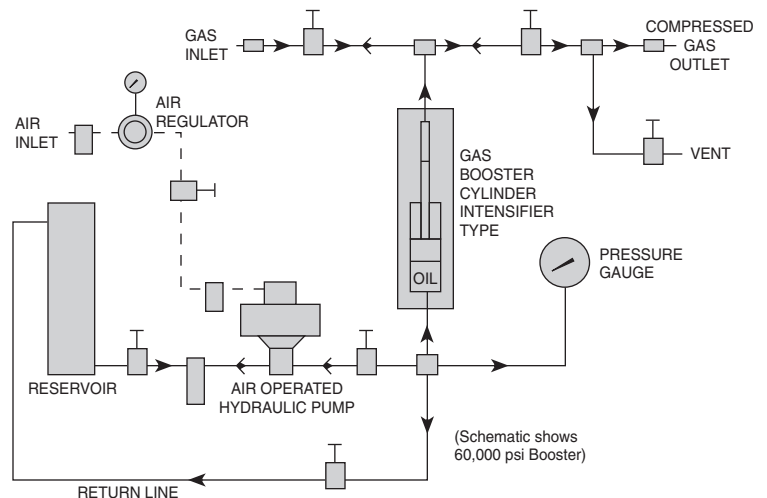 GAS
INLET
COMPRESSED
GAS
OUTLET
AIR
REGULATOR
AIR
INLET
VENT
GAS
BOOSTER
CYLINDER
INTENSIFIER
TYPE
PRESSURE
GAUGE
OIL
RESERVOIR
AIR OPERATED
HYDRAULIC PUMP
(Schematic shows
60,000 psi Booster)
RETURN LINE